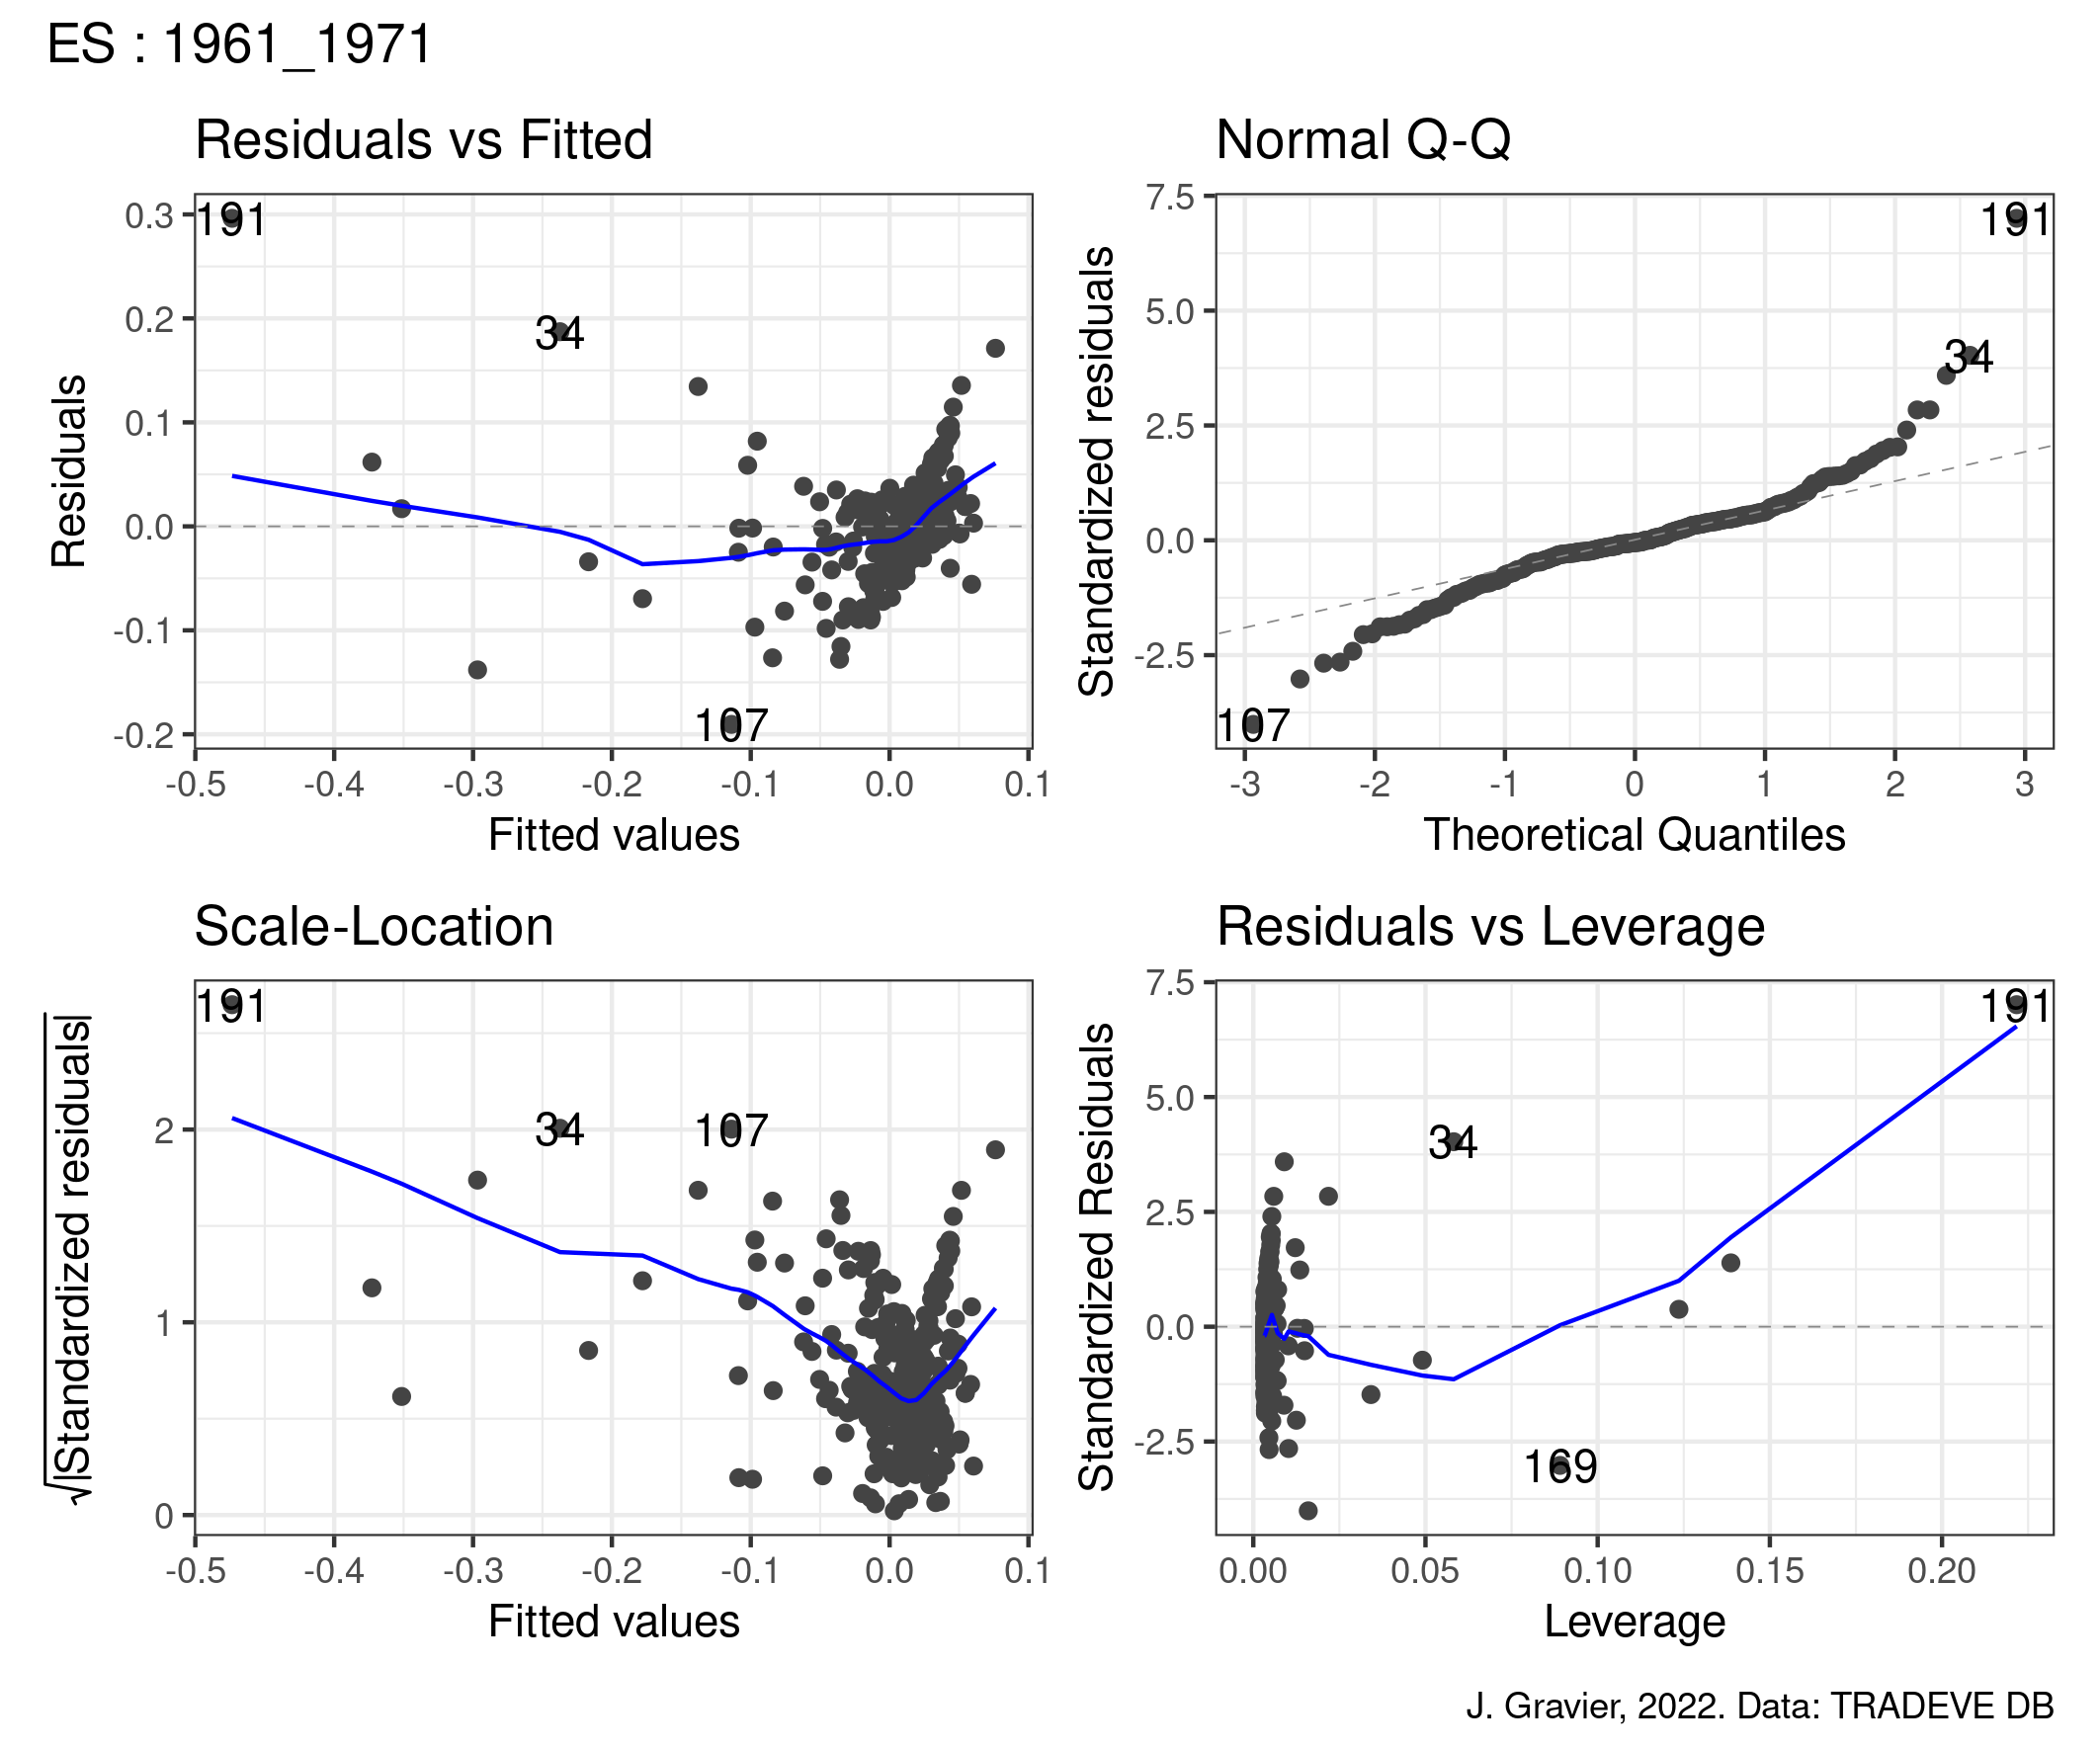 ES : 1961_1971
Residuals vs Fitted
Residuals
0.3
0.2
0.1
0.0
-0.1
-0.2
191
34
107
-0.5 -0.4 -0.3 -0.2 -0.1 0.0 0.1
Fitted values
Normal Q-Q
Standardized residuals
7.5
5.0
2.5
0.0
-2.5
191
34
107
-3 -2 -1 0 1 2 3
Theoretical Quantiles
Scale-Location
√|Standardized residuals|
2
1
0
191
34 107
-0.5 -0.4 -0.3 -0.2 -0.1 0.0 0.1
Fitted values
Residuals vs Leverage
Standardized Residuals
7.5
5.0
2.5
0.0
-2.5
191
34
169
0.00 0.05 0.10 0.15 0.20
Leverage
J. Gravier, 2022. Data: TRADEVE DB